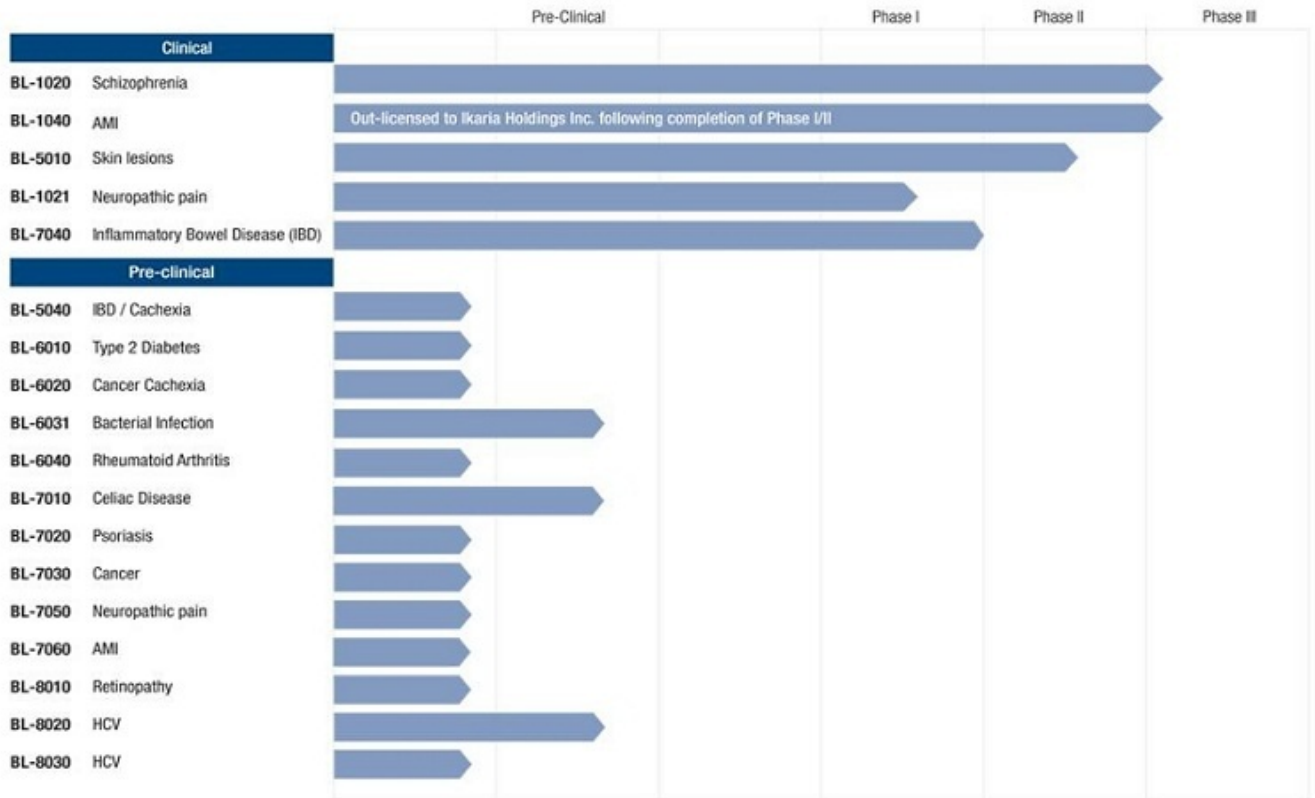 Pre-Clinical Phase I Phase II Phase III
Clinical
BL-1020 Schizophrenia
BL-1040 AMI Out-licensed to Ikaria Holdings Inc. following completion of Phase I/II
BL-5010 Skin lesions
BL-1021 Neuropathic pain
BL-7040 Inflammatory Bowel Disease (IBD)
Pre-clinical
BL-5040 IBD / Cachexia
BL-6010 Type 2 Diabetes
BL-6020 Cancer Cachexia
BL-6031 Bacterial Infection
BL-6040 Rheumatoid Arthritis
BL-7010 Celiac Disease
BL-7020 Psoriasis
BL-7030 Cancer
BL-7050 Neuropathic pain
BL-7060 AMI
BL-8010 Retinopathy
BL-8020 HCV
BL-8030 HCV